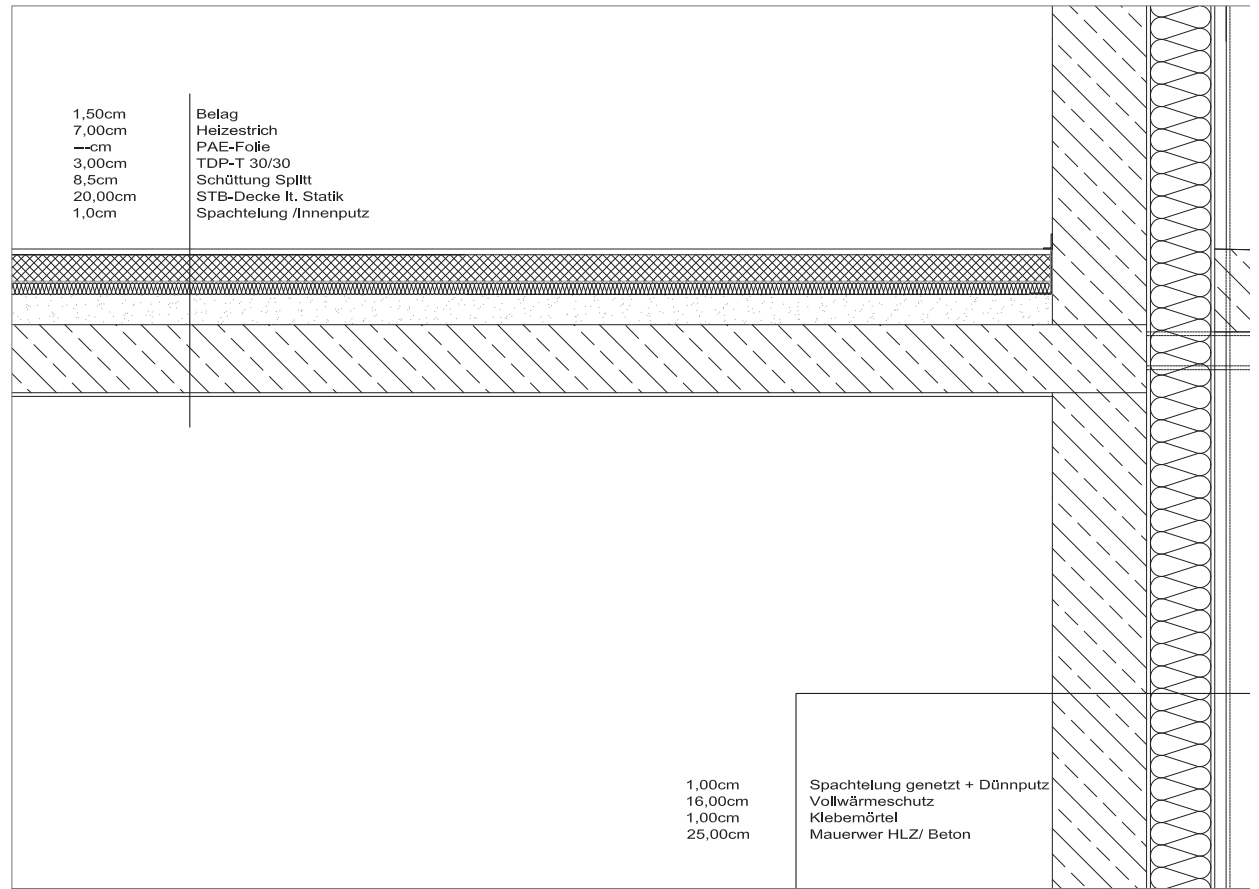 1,50cm Belag
7,00cm Heizestrich
---cm PAE-Folie
3,00cm TDP-T 30/30
8,5cm Schüttung Splitt
20,00cm STB-Decke lt. Statik
1,0cm Spachtelung /Innenputz
1,00cm Spachtelung genetzt + Dünnputz
16,00cm Vollwärmeschutz
1,00cm Klebemörtel
25,00cm Mauerwer HLZ/ Beton